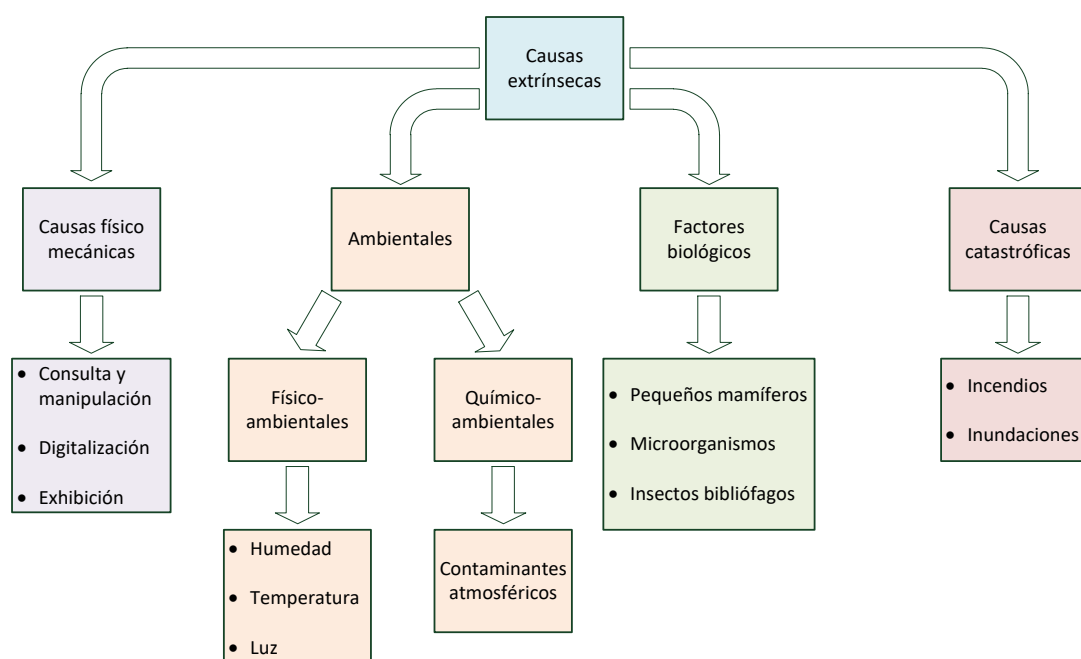 Causas
extrínsecas
Causas físico
mecánicas
Ambientales
Factores
biológicos
Causas
catastróficas
• Consulta y
manipulación
• Digitalización
• Exhibición
Físico-
ambientales
Químico-
ambientales
• Pequeños mamíferos
• Microorganismos
• Insectos bibliófagos
• Incendios
• Inundaciones
• Humedad
• Temperatura
• Luz
Contaminantes
atmosféricos